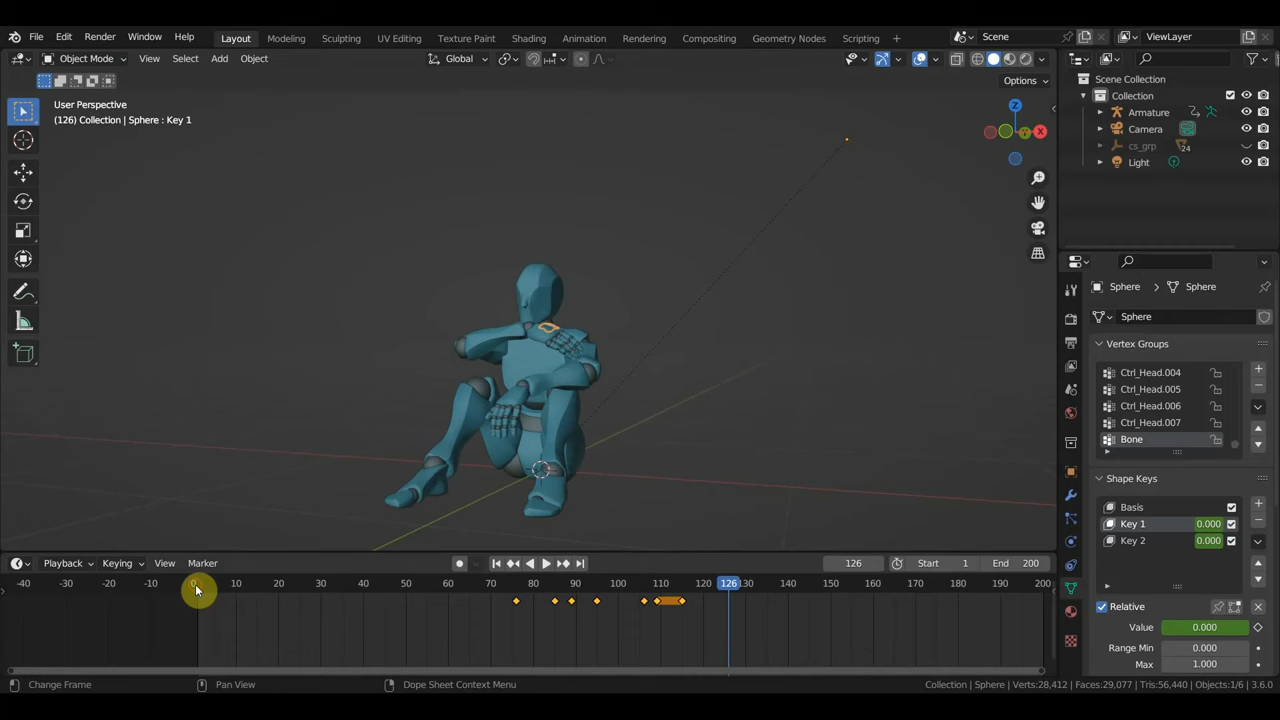 File Edit Render Window Help Layout Modeling Sculpting UV Editing Texture Paint Shading Animation Rendering Compositing Geometry Nodes Scripting + Scene ViewLayer
Object Mode View Select Add Object Global
Options
User Perspective
(126) Collection | Sphere : Key 1
Z
X
Scene Collection
Collection
Armature
Camera
cs_grp 24
Light
Sphere > Sphere
Sphere
Vertex Groups
Ctrl_Head.004
Ctrl_Head.005
Ctrl_Head.006
Ctrl_Head.007
Bone
Shape Keys
Basis
Key 1 0.000
Key 2 0.000
Relative
Value 0.000
Range Min 0.000
Max 1.000
Playback Keying View Marker 126 Start 1 End 200
-40 -30 -20 -10 0 10 20 30 40 50 60 70 80 90 100 110 120 126 130 140 150 160 170 180 190 200
Change Frame Pan View Dope Sheet Context Menu Collection | Sphere | Verts:28,412 | Faces:29,077 | Tris:56,440 | Objects:1/6 | 3.6.0